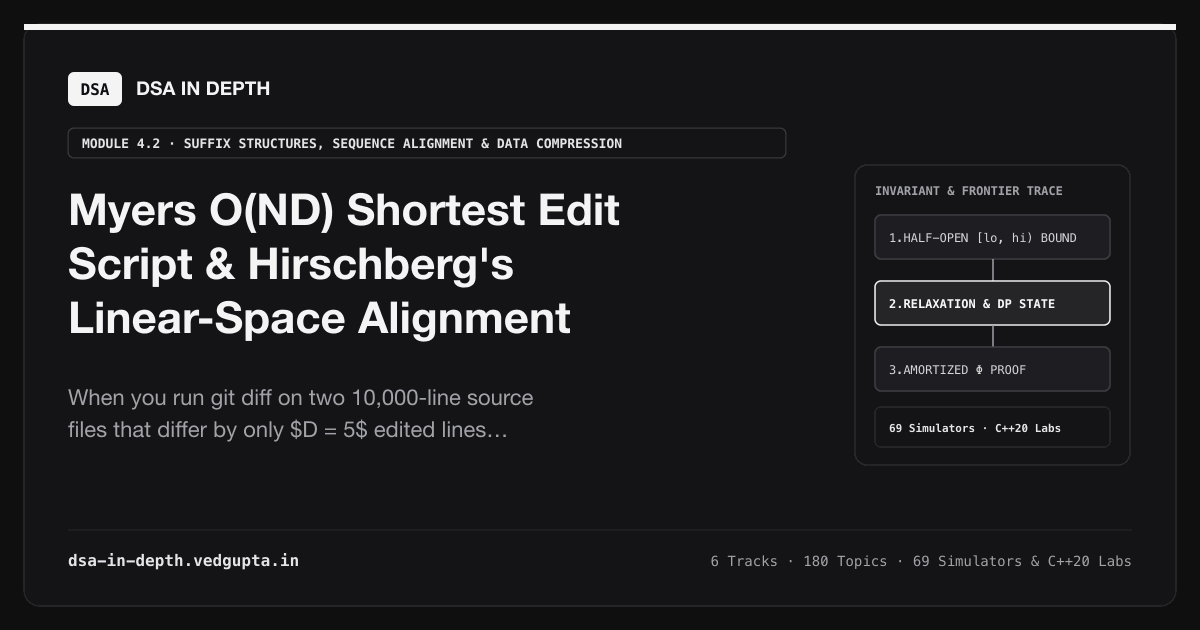 DSA DSA IN DEPTH
MODULE 4.2 · SUFFIX STRUCTURES, SEQUENCE ALIGNMENT & DATA COMPRESSION
Myers O(ND) Shortest Edit
Script & Hirschberg's
Linear-Space Alignment
When you run git diff on two 10,000-line source
files that differ by only $D = 5$ edited lines…
INVARIANT & FRONTIER TRACE
1.HALF-OPEN [lo, hi) BOUND
2.RELAXATION & DP STATE
3.AMORTIZED Φ PROOF
69 Simulators · C++20 Labs
dsa-in-depth.vedgupta.in
6 Tracks · 180 Topics · 69 Simulators & C++20 Labs